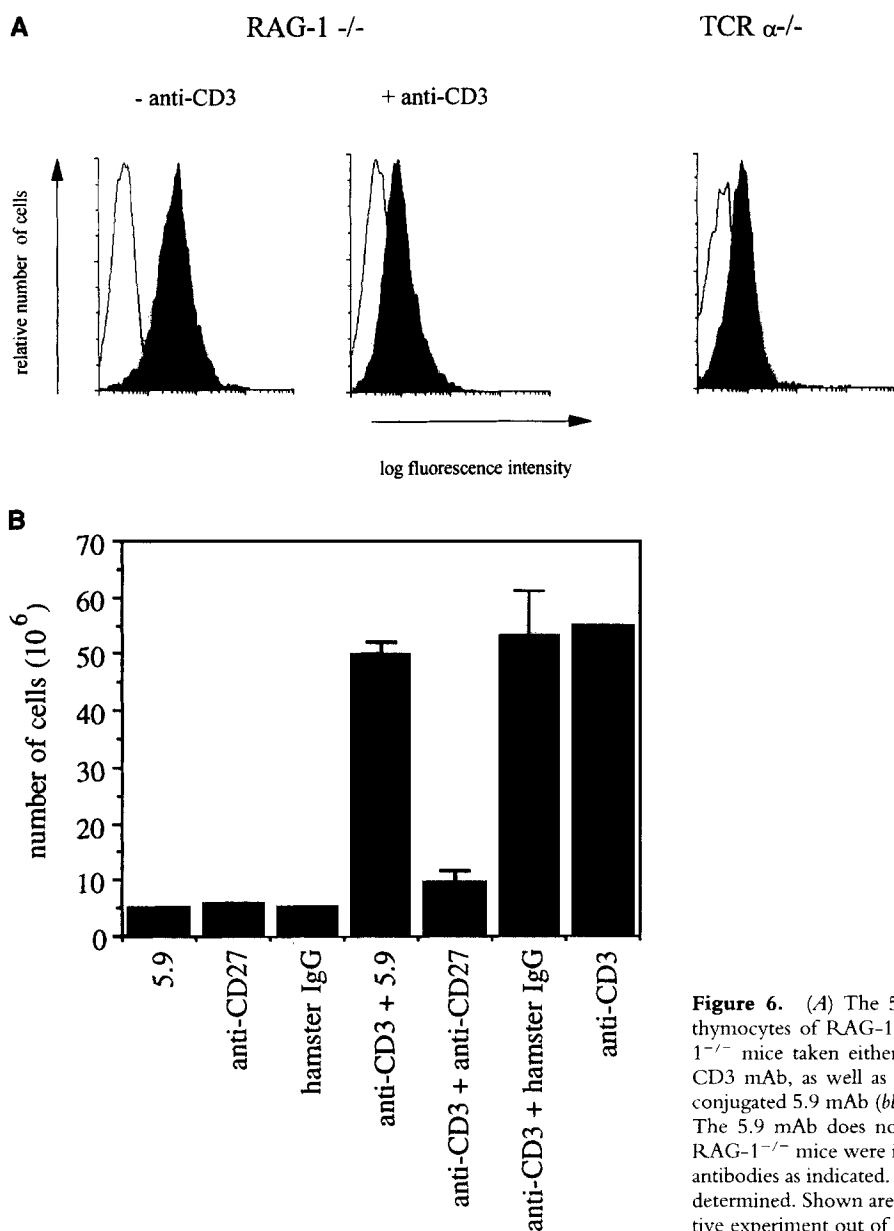 A
RAG-1 -/-
TCR α-/-
- anti-CD3
+ anti-CD3
relative number of cells
log fluorescence intensity
B
number of cells (10⁶)
70
60
50
40
30
20
10
0
5.9
anti-CD27
hamster IgG
anti-CD3 + 5.9
anti-CD3 + anti-CD27
anti-CD3 + hamster IgG
anti-CD3
Figure 6. (A) The 5
thymocytes of RAG-1
1⁻/⁻ mice taken either
CD3 mAb, as well as
conjugated 5.9 mAb (bl
The 5.9 mAb does no
RAG-1⁻/⁻ mice were i
antibodies as indicated.
determined. Shown are
tive experiment out of